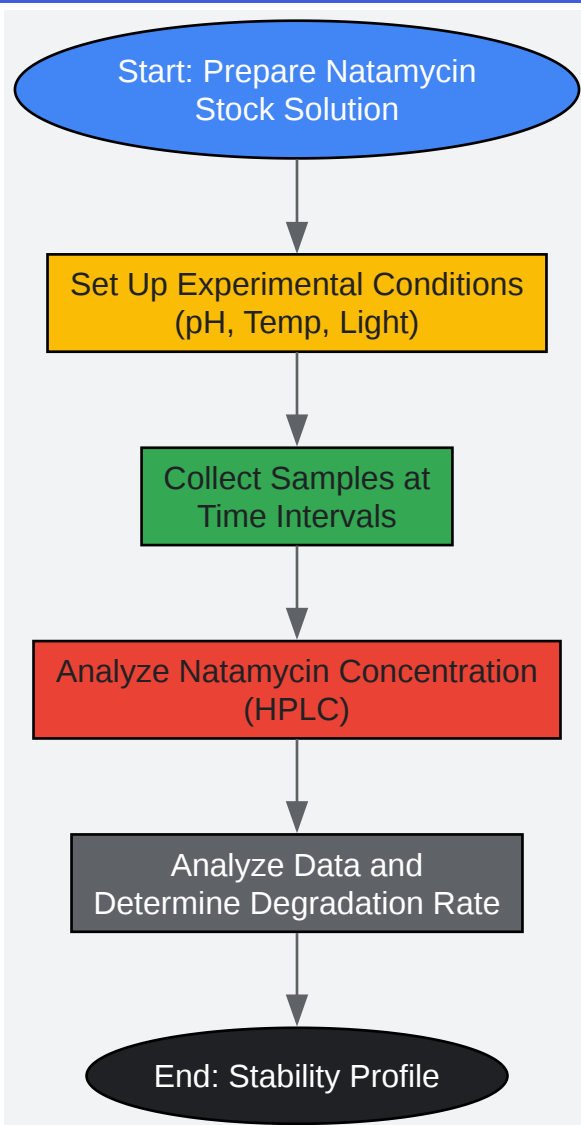 Start: Prepare Natamycin
Stock Solution
Set Up Experimental Conditions
(pH, Temp, Light)
Collect Samples at
Time Intervals
Analyze Natamycin Concentration
(HPLC)
Analyze Data and
Determine Degradation Rate
End: Stability Profile